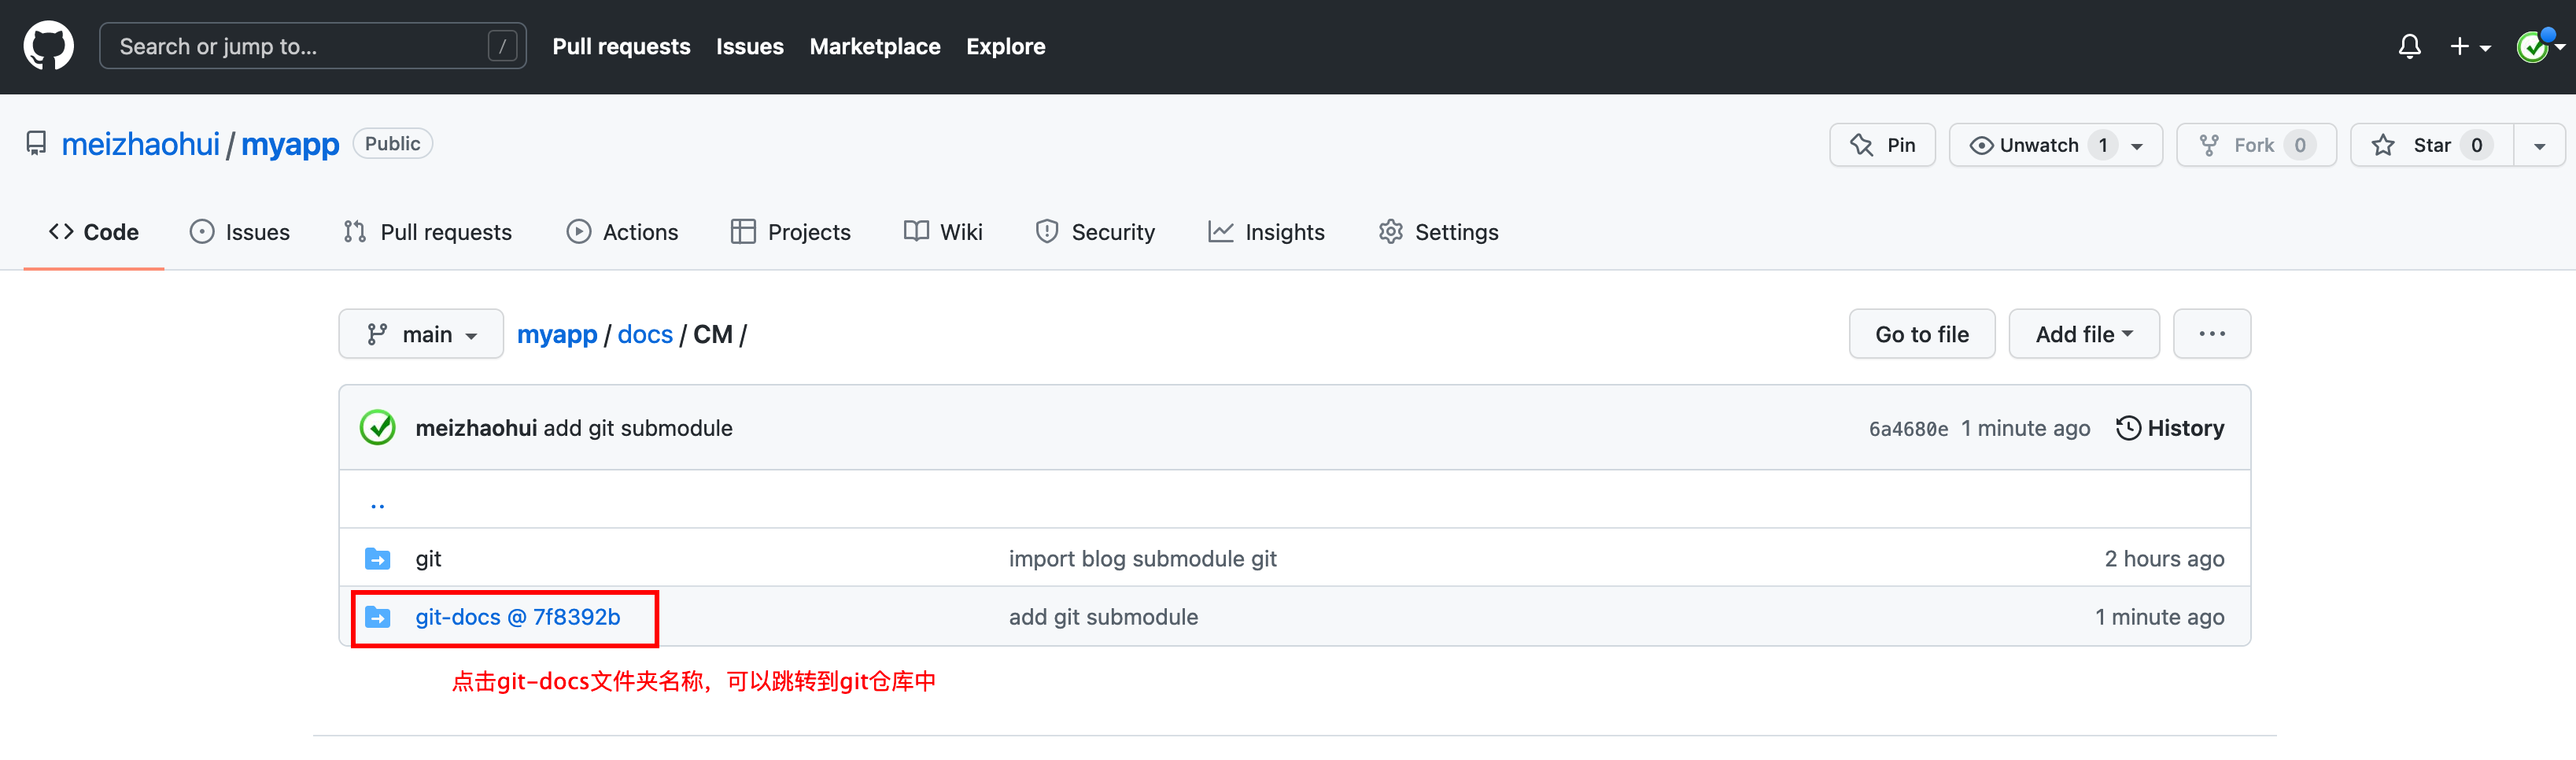 Search or jump to... / Pull requests Issues Marketplace Explore
meizhaohui / myapp Public Pin Unwatch 1 Fork 0 Star 0
Code Issues Pull requests Actions Projects Wiki Security Insights Settings
main myapp / docs / CM / Go to file Add file ...
meizhaohui add git submodule 6a4680e 1 minute ago History
..
git import blog submodule git 2 hours ago
git-docs @ 7f8392b add git submodule 1 minute ago
点击git-docs文件夹名称，可以跳转到git仓库中